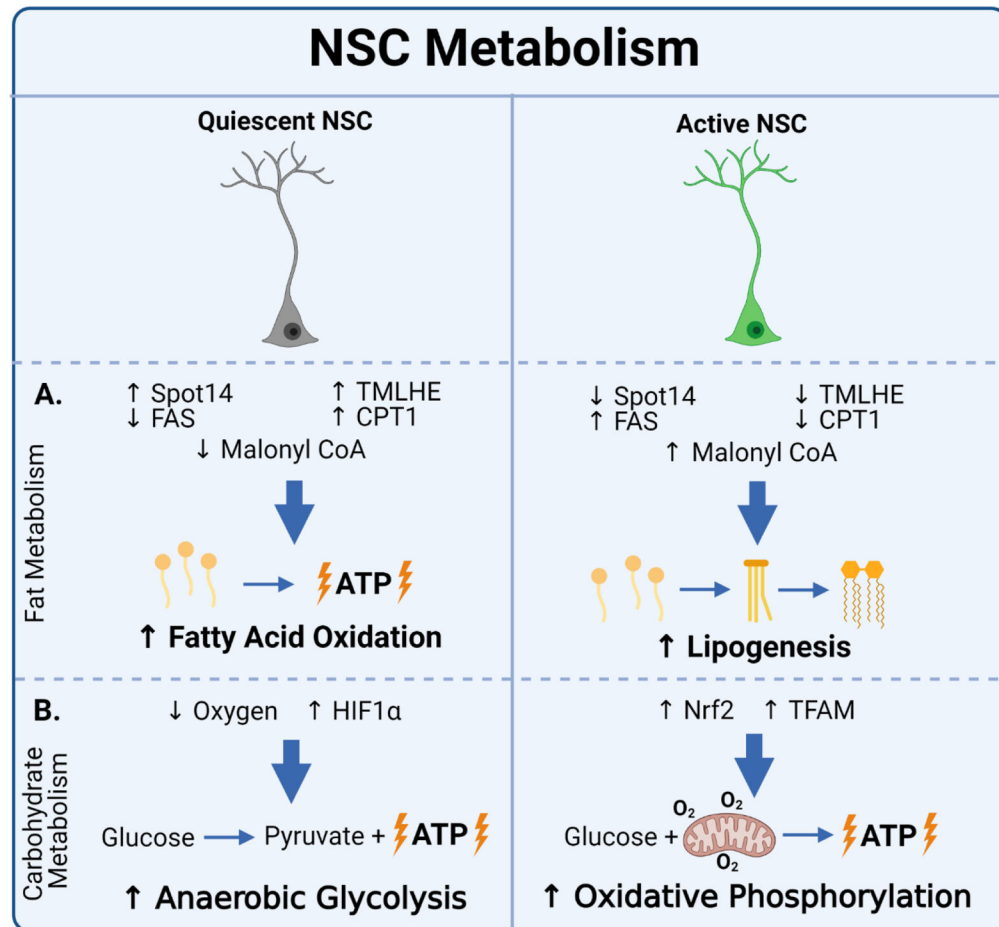 NSC Metabolism
Quiescent NSC
Active NSC
A.
Fat Metabolism
↑ Spot14
↑ TMLHE
↓ FAS
↑ CPT1
↓ Malonyl CoA
ATP
↑ Fatty Acid Oxidation
↓ Spot14
↓ TMLHE
↑ FAS
↓ CPT1
↑ Malonyl CoA
↑ Lipogenesis
B.
Carbohydrate
Metabolism
↓ Oxygen ↑ HIF1α
Glucose → Pyruvate + ATP
↑ Anaerobic Glycolysis
↑ Nrf2 ↑ TFAM
O₂ O₂
Glucose + → ATP
O₂
↑ Oxidative Phosphorylation